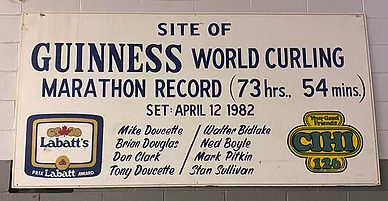 SITE OF
GUINNESS WORLD CURLING
MARATHON RECORD (73 hrs., 54 mins.)
SET: APRIL 12 1982
Labatt's
PRIX Labatt AWARD
Mike Doucette / Walter Bidlake
Brian Douglas / Ned Boyle
Don Clark / Mark Pitkin
Tony Doucette / Stan Sullivan
Your Good
Friends
CIHI
126